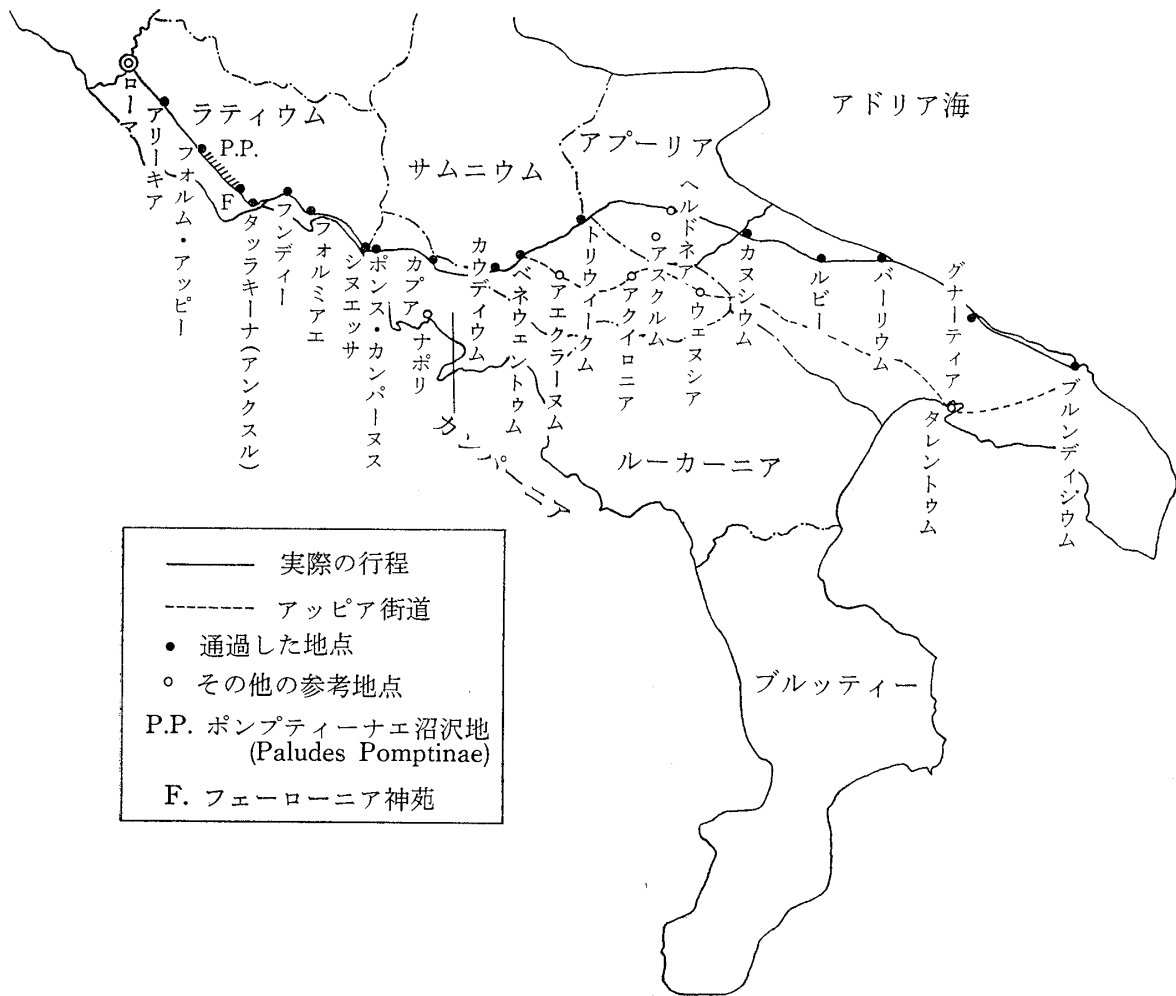 アドリア海
ローマ
アリーキア
ラティウム
P.P.
フォルム・アッピー
F
タッラキーナ(アンクスル)
フンディー
フォルミアエ
シヌエッサ
ポンス・カンパーヌス
カプア
ナポリ
カンパニア
サムニウム
カウディウム
ベネウェントゥム
アエクラーヌム
トリウィークム
アクイロニア
アスクルム
アプーリア
ヘルドネア
ウェヌシア
カヌシウム
ルビー
バーリウム
グナーティア
タレントゥム
ブルンディジウム
ルーカーニア
ブルッティー
実際の行程
アッピア街道
通過した地点
その他の参考地点
P.P. ポンプティーナエ沼沢地
(Paludes Pomptinae)
F. フェーローニア神苑